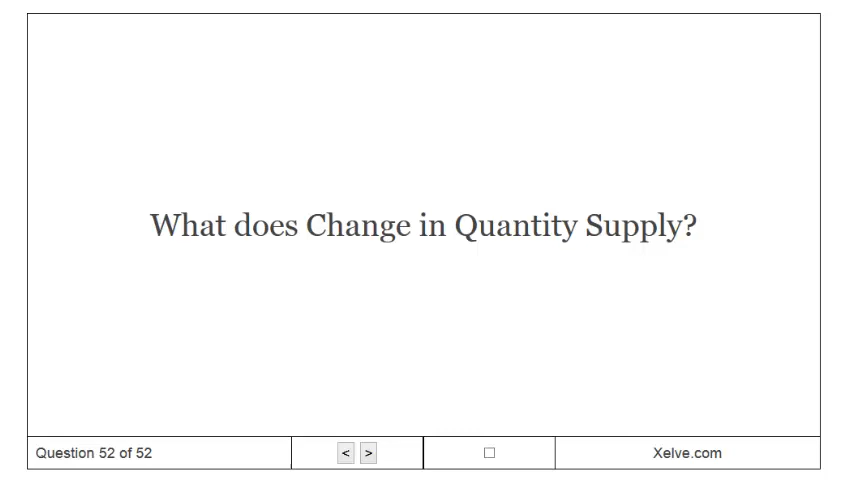 What does Change in Quantity Supply?
Question 52 of 52
< >
Xelve.com